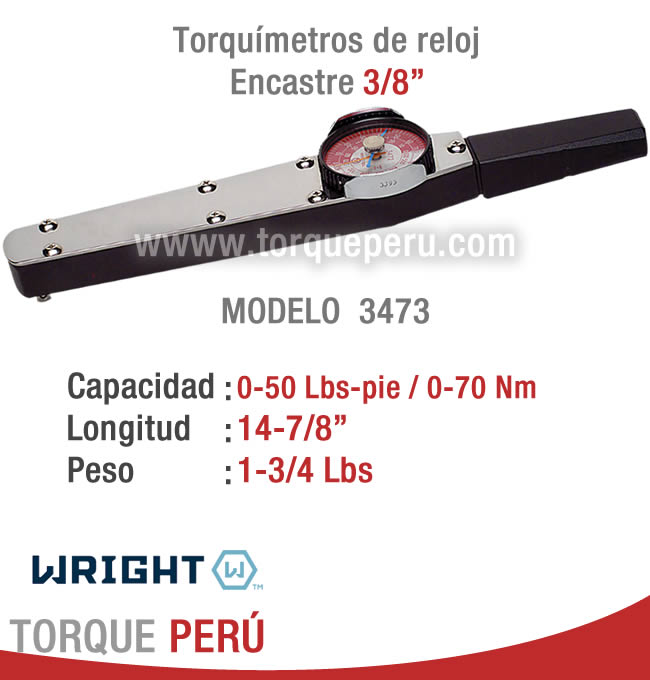 Torquímetros de reloj
Encastre 3/8”
www.torqueperu.com
MODELO 3473
Capacidad : 0-50 Lbs-pie / 0-70 Nm
Longitud : 14-7/8”
Peso : 1-3/4 Lbs
WRIGHT W™
TORQUE PERÚ